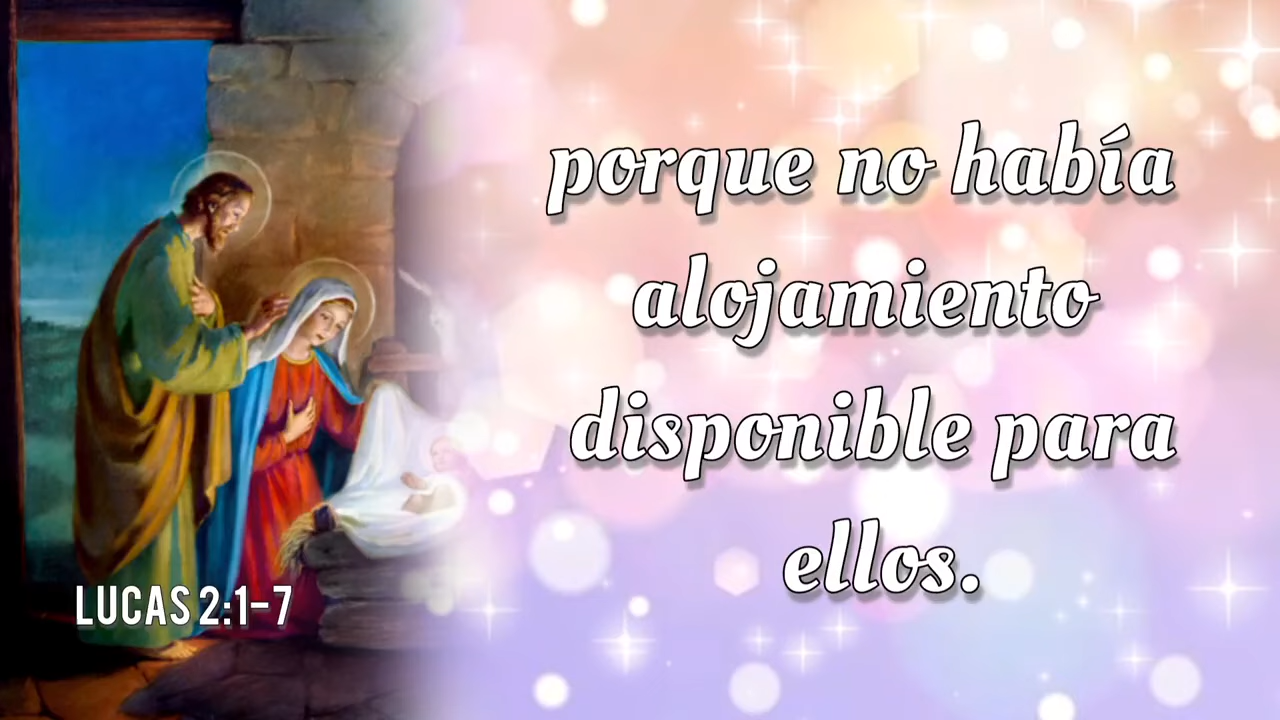 porque no había
alojamiento
disponible para
ellos.
LUCAS 2:1-7